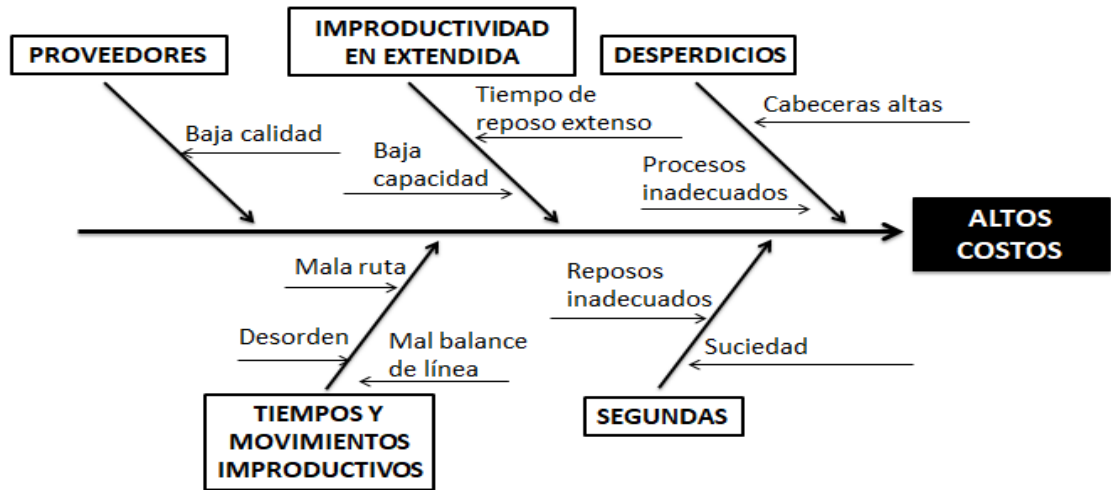 PROVEEDORES
IMPRODUCTIVIDAD
EN EXTENDIDA
DESPERDICIOS
Baja calidad
Tiempo de
reposo extenso
Baja
capacidad
Cabeceras altas
Procesos
inadecuados
ALTOS
COSTOS
Mala ruta
Desorden
Mal balance
de línea
Reposos
inadecuados
Suciedad
TIEMPOS Y
MOVIMIENTOS
IMPRODUCTIVOS
SEGUNDAS